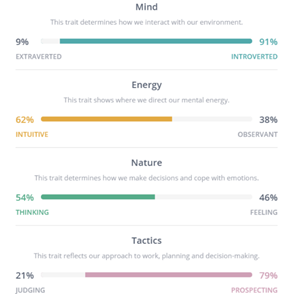 Mind
This trait determines how we interact with our environment.
9% 91%
EXTRAVERTED INTROVERTED
Energy
This trait shows where we direct our mental energy.
62% 38%
INTUITIVE OBSERVANT
Nature
This trait determines how we make decisions and cope with emotions.
54% 46%
THINKING FEELING
Tactics
This trait reflects our approach to work, planning and decision-making.
21% 79%
JUDGING PROSPECTING